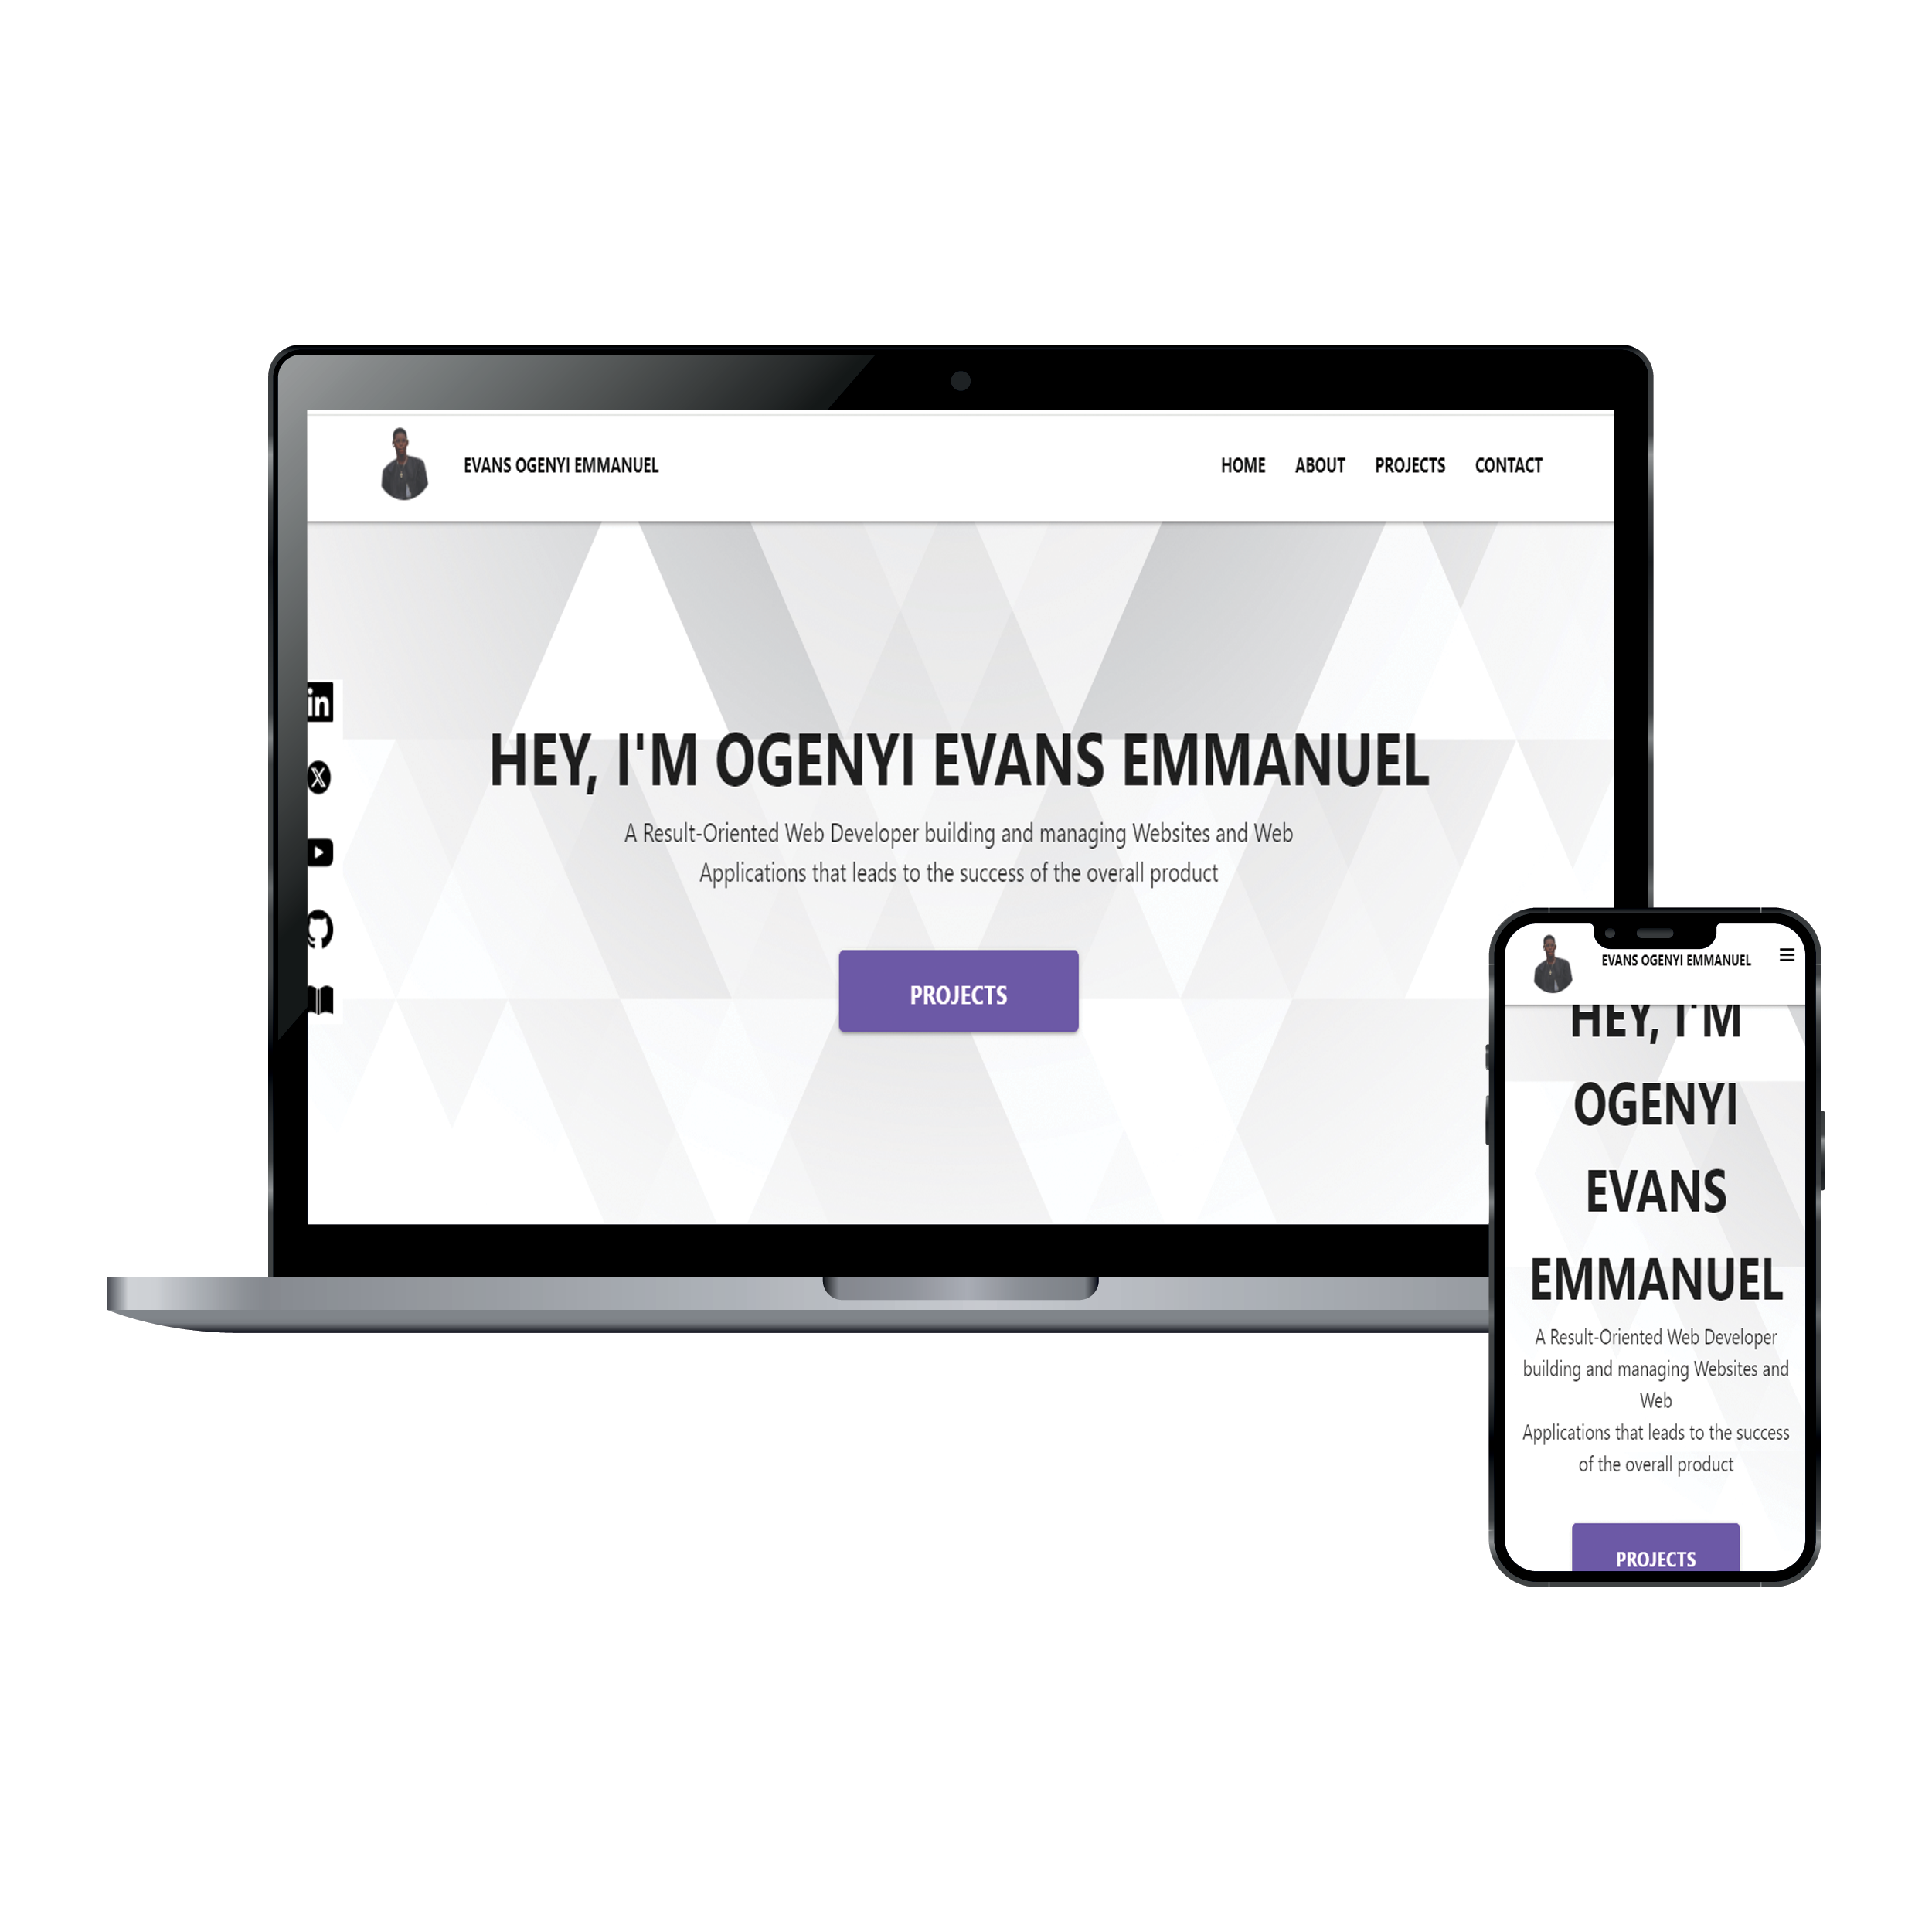 EVANS OGENYI EMMANUEL
HOME ABOUT PROJECTS CONTACT
in
X
HEY, I'M OGENYI EVANS EMMANUEL
A Result-Oriented Web Developer building and managing Websites and Web
Applications that leads to the success of the overall product
PROJECTS
EVANS OGENYI EMMANUEL
HEY, I'M
OGENYI
EVANS
EMMANUEL
A Result-Oriented Web Developer
building and managing Websites and
Web
Applications that leads to the success
of the overall product
PROJECTS